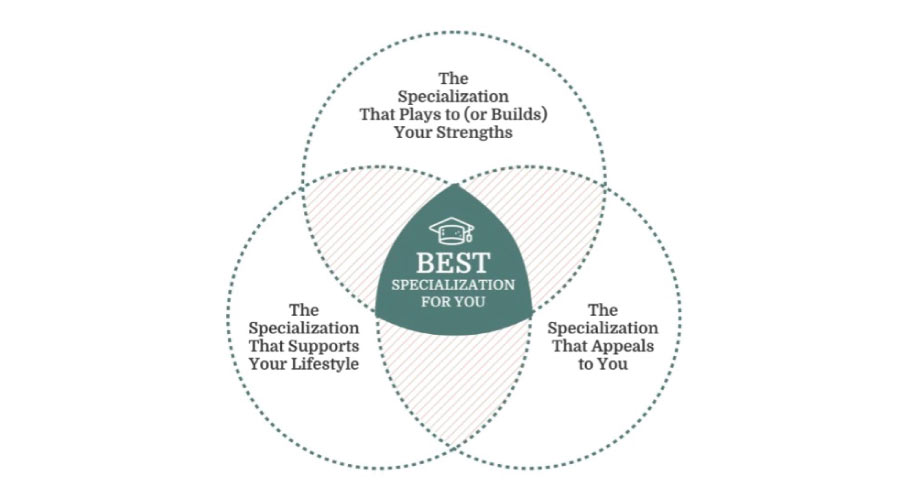 The
Specialization
That Plays to (or Builds)
Your Strengths
BEST
SPECIALIZATION
FOR YOU
The
Specialization
That Supports
Your Lifestyle
The
Specialization
That Appeals
to You